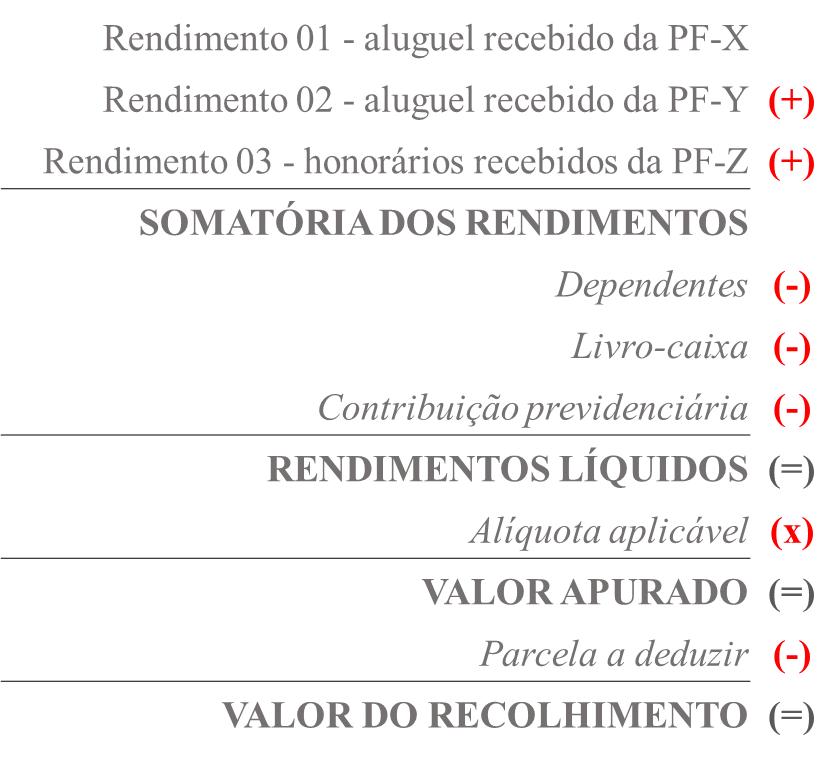 Rendimento 01 - aluguel recebido da PF-X
Rendimento 02 - aluguel recebido da PF-Y (+)
Rendimento 03 - honorários recebidos da PF-Z (+)
SOMATÓRIA DOS RENDIMENTOS
Dependentes (-)
Livro-caixa (-)
Contribuição previdenciária (-)
RENDIMENTOS LÍQUIDOS (=)
Alíquota aplicável (x)
VALOR APURADO (=)
Parcela a deduzir (-)
VALOR DO RECOLHIMENTO (=)